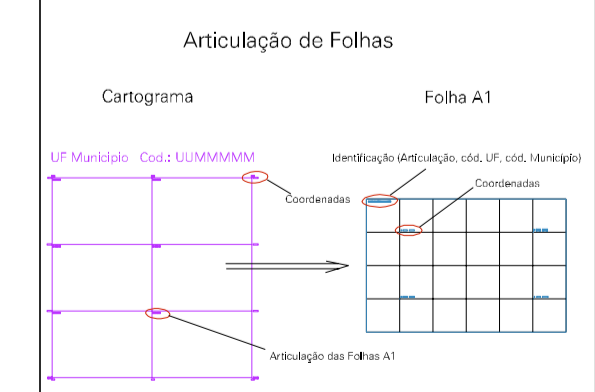 Articulação de Folhas
Cartograma
Folha A1
UF Municipio Cod.: UUMMMMM
Identificação (Articulação, cód. UF, cód. Município)
Coordenadas
Coordenadas
Articulação das Folhas A1